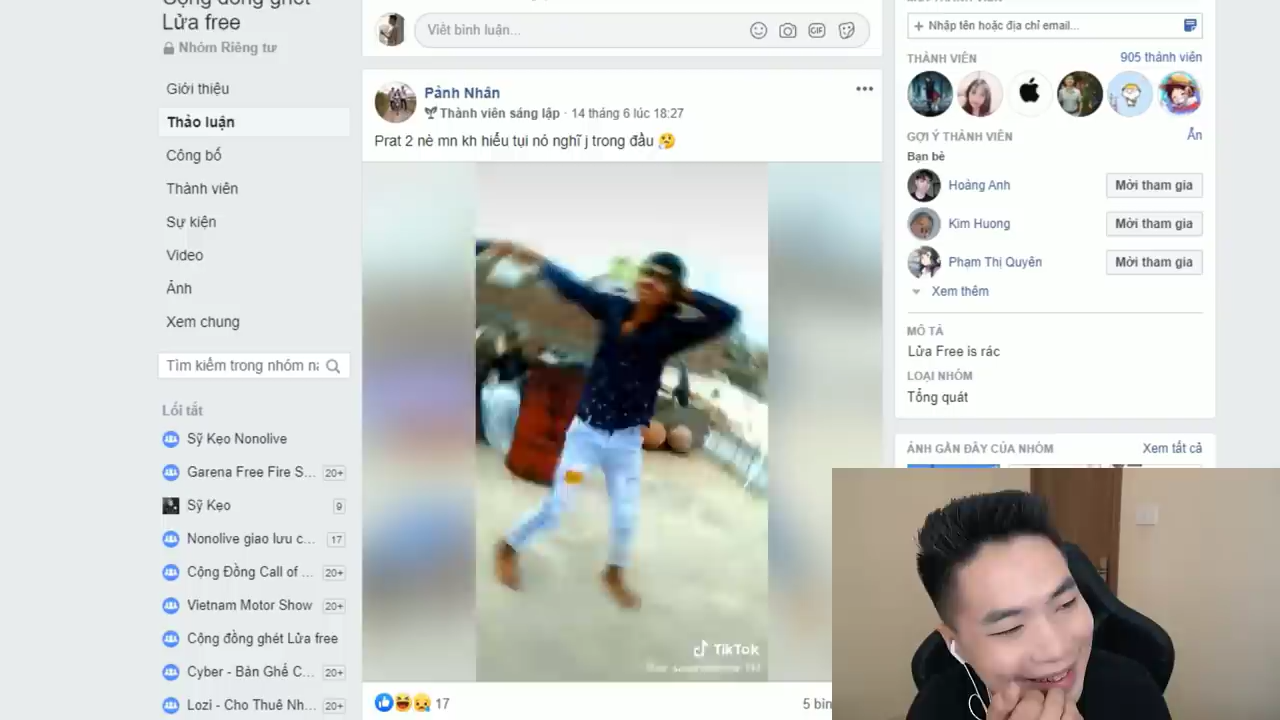 Lửa free
Nhóm Riêng tư
Giới thiệu
Thảo luận
Công bố
Thành viên
Sự kiện
Video
Ảnh
Xem chung
Tìm kiếm trong nhóm nà
Lối tắt
Sỹ Kẹo Nonolive
Garena Free Fire S... 20+
Sỹ Kẹo 9
Nonolive giao lưu c... 17
Cộng Đồng Call of ... 20+
Vietnam Motor Show 20+
Cộng đồng ghét Lửa free
Cyber - Bàn Ghế C... 20+
Lozi - Cho Thuê Nh... 20+
Viết bình luận...
GIF
Pảnh Nhân
Thành viên sáng lập · 14 tháng 6 lúc 18:27
Prat 2 nè mn kh hiểu tụi nó nghĩ j trong đầu
TikTok
17
5 bìn
+ Nhập tên hoặc địa chỉ email...
THÀNH VIÊN
905 thành viên
GỢI Ý THÀNH VIÊN
Ẩn
Bạn bè
Hoàng Anh
Mời tham gia
Kim Huong
Mời tham gia
Phạm Thị Quyên
Mời tham gia
Xem thêm
MÔ TẢ
Lửa Free is rác
LOẠI NHÓM
Tổng quát
ẢNH GẦN ĐÂY CỦA NHÓM
Xem tất cả